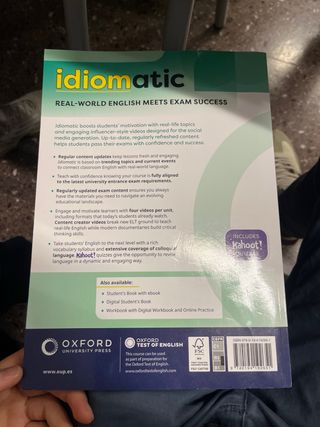 idiomatic
REAL-WORLD ENGLISH MEETS EXAM SUCCESS
Idiomatic boosts students' motivation with real-life topics
and engaging influencer-style videos designed for the social
media generation. Up-to-date, regularly refreshed content
helps students pass their exams with confidence and success.
• Regular content updates keep lessons fresh and engaging.
Idiomatic is based on trending topics and current events
to connect classroom English with real-world language.
• Teach with confidence knowing your course is fully aligned
to the latest university entrance exam requirements.
• Regularly updated exam content ensures you always
have the materials you need to navigate an evolving
educational landscape.
• Engage and motivate learners with four videos per unit,
including formats that today's students already watch.
Content creator videos break new ELT ground to teach
real-life English while modern documentaries build critical
thinking skills.
• Take students' English to the next level with a rich
vocabulary syllabus and extensive coverage of colloquial
language. Kahoot! quizzes give the opportunity to review
language in a dynamic and engaging way.
INCLUDES
Kahoot!
QUIZZES
Also available:
• Student's Book with ebook
• Digital Student's Book
• Workbook with Digital Workbook and Online Practice
OXFORD
UNIVERSITY PRESS
www.oup.es
OXFORD
TEST OF ENGLISH
This course can be used
as part of preparation for
the Oxford Test of English.
www.oxfordtestofenglish.es
FSC